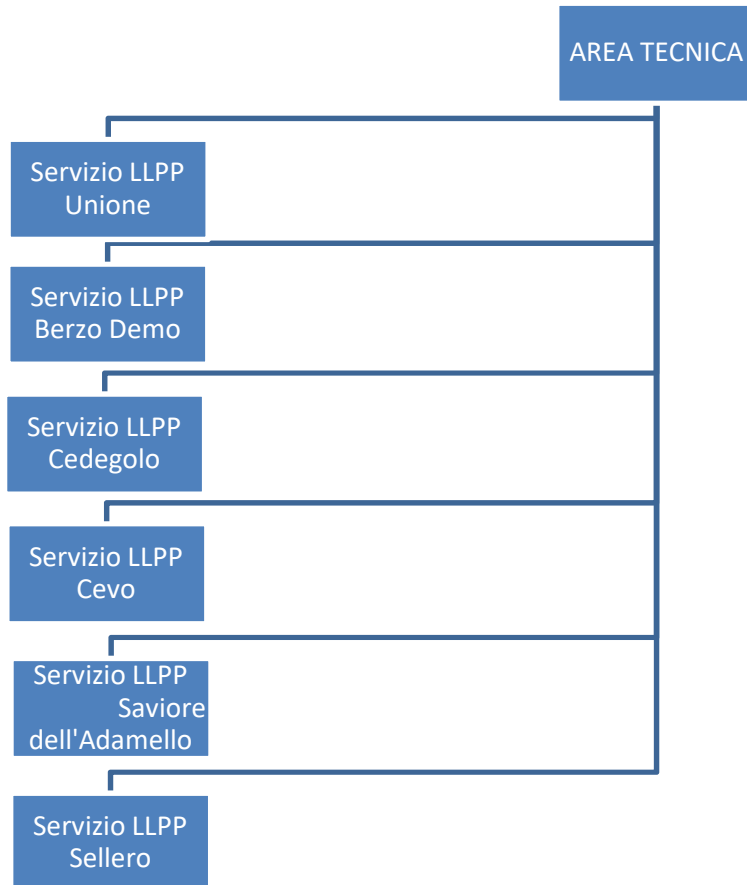 AREA TECNICA
Servizio LLPP
Unione
Servizio LLPP
Berzo Demo
Servizio LLPP
Cedegolo
Servizio LLPP
Cevo
Servizio LLPP
Saviore
dell'Adamello
Servizio LLPP
Sellero